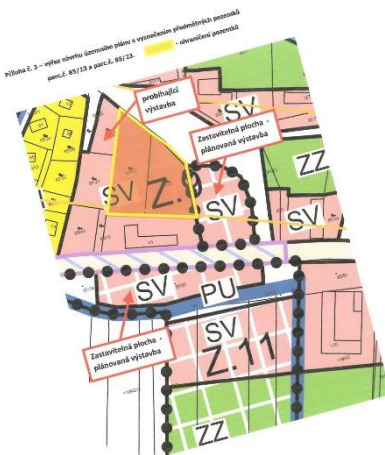 Příloha č. 3 – výřez návrhu územního plánu s vyznačením předmětných pozemků
parc.č. 85/13 a parc.č. 85/23.
- ohraničení pozemků
probíhající
výstavba
SV
Zastavitelná plocha -
plánovaná výstavba
ZZ
SV
Z.9
SV
SV
SV
PU
SV
Zastavitelná plocha -
plánovaná výstavba
Z.11
ZZ